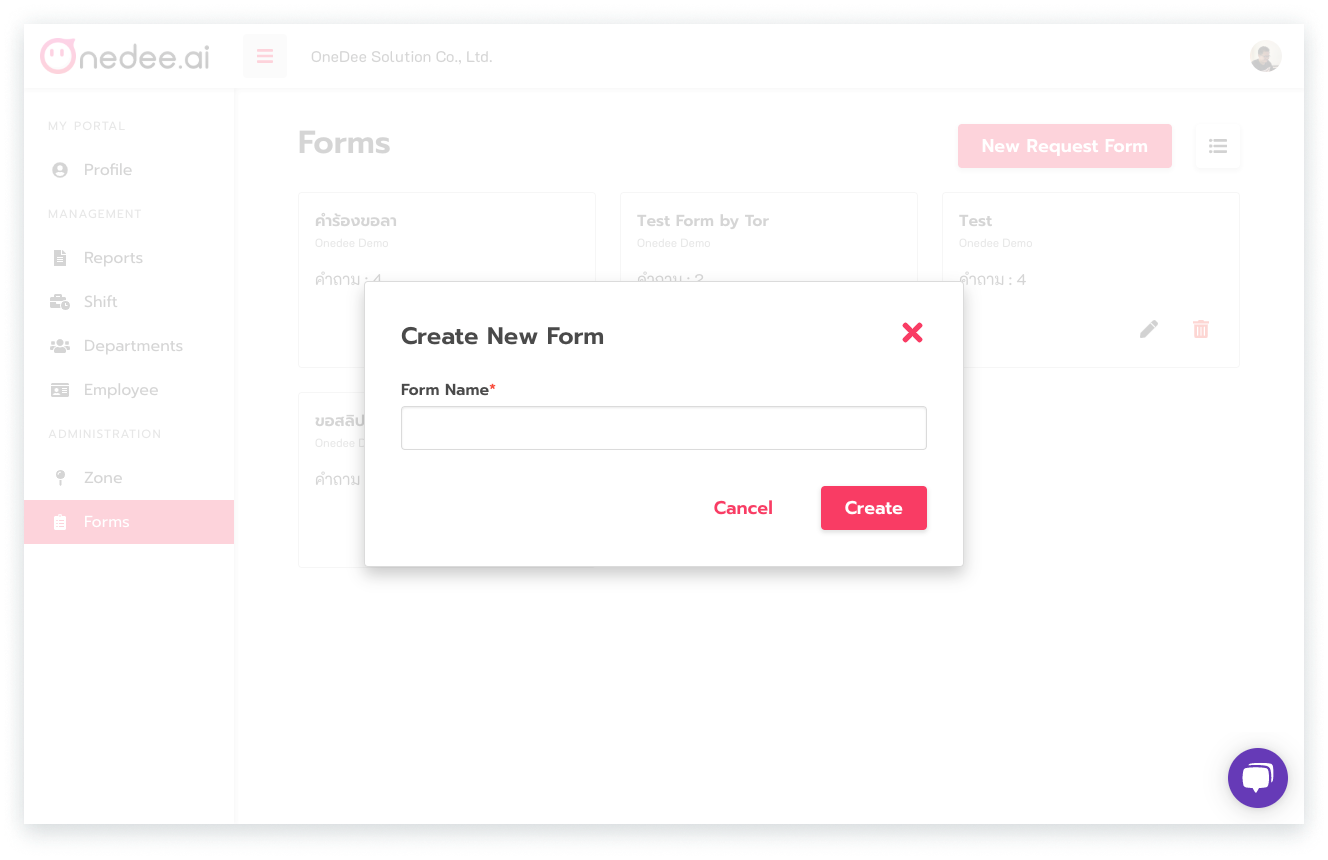 Onedee.ai
OneDee Solution Co., Ltd.
MY PORTAL
Profile
MANAGEMENT
Reports
Shift
Departments
Employee
ADMINISTRATION
Zone
Forms
Forms
New Request Form
คำร้องขอลา
Onedee Demo
คำถาม : 4
Test Form by Tor
Onedee Demo
คำถาม : 2
Test
Onedee Demo
คำถาม : 4
ขอสลิป
Onedee
คำถาม
Create New Form
Form Name*
Cancel
Create